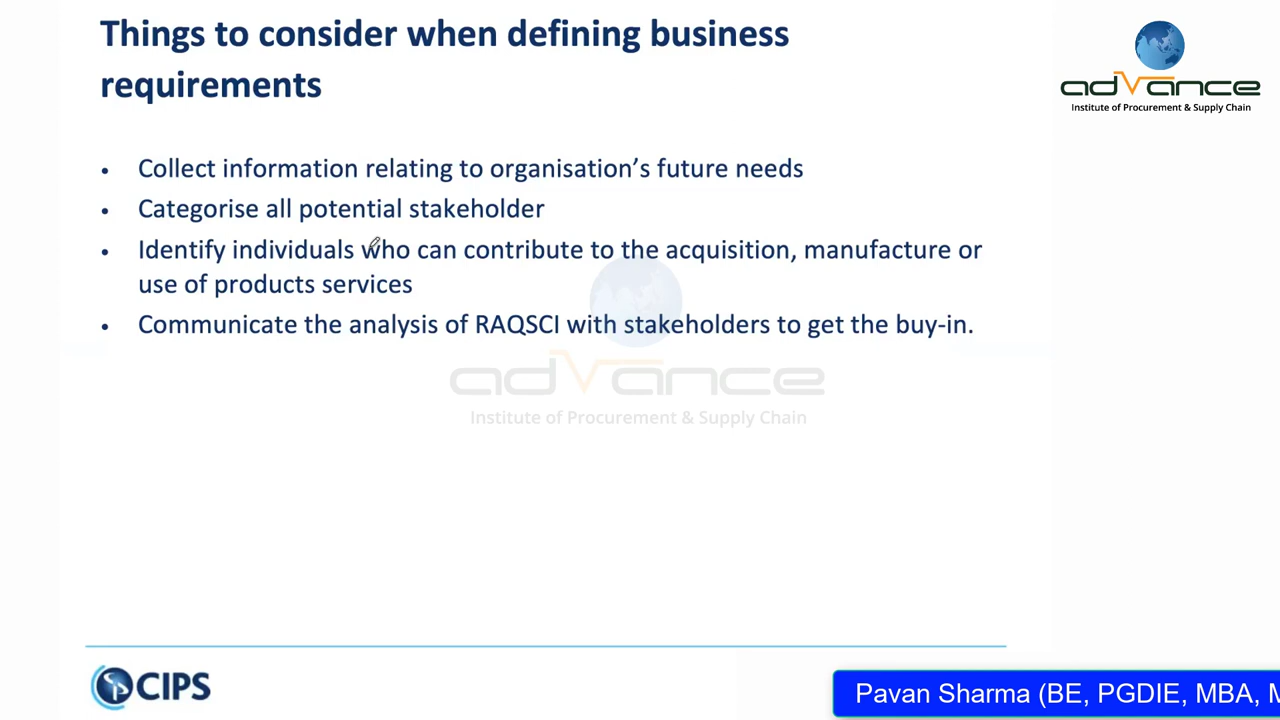 Things to consider when defining business
requirements
adVance
Institute of Procurement & Supply Chain
• Collect information relating to organisation’s future needs
• Categorise all potential stakeholder
• Identify individuals who can contribute to the acquisition, manufacture or
use of products services
• Communicate the analysis of RAQSCI with stakeholders to get the buy-in.
adVance
Institute of Procurement & Supply Chain
CIPS
Pavan Sharma (BE, PGDIE, MBA, M